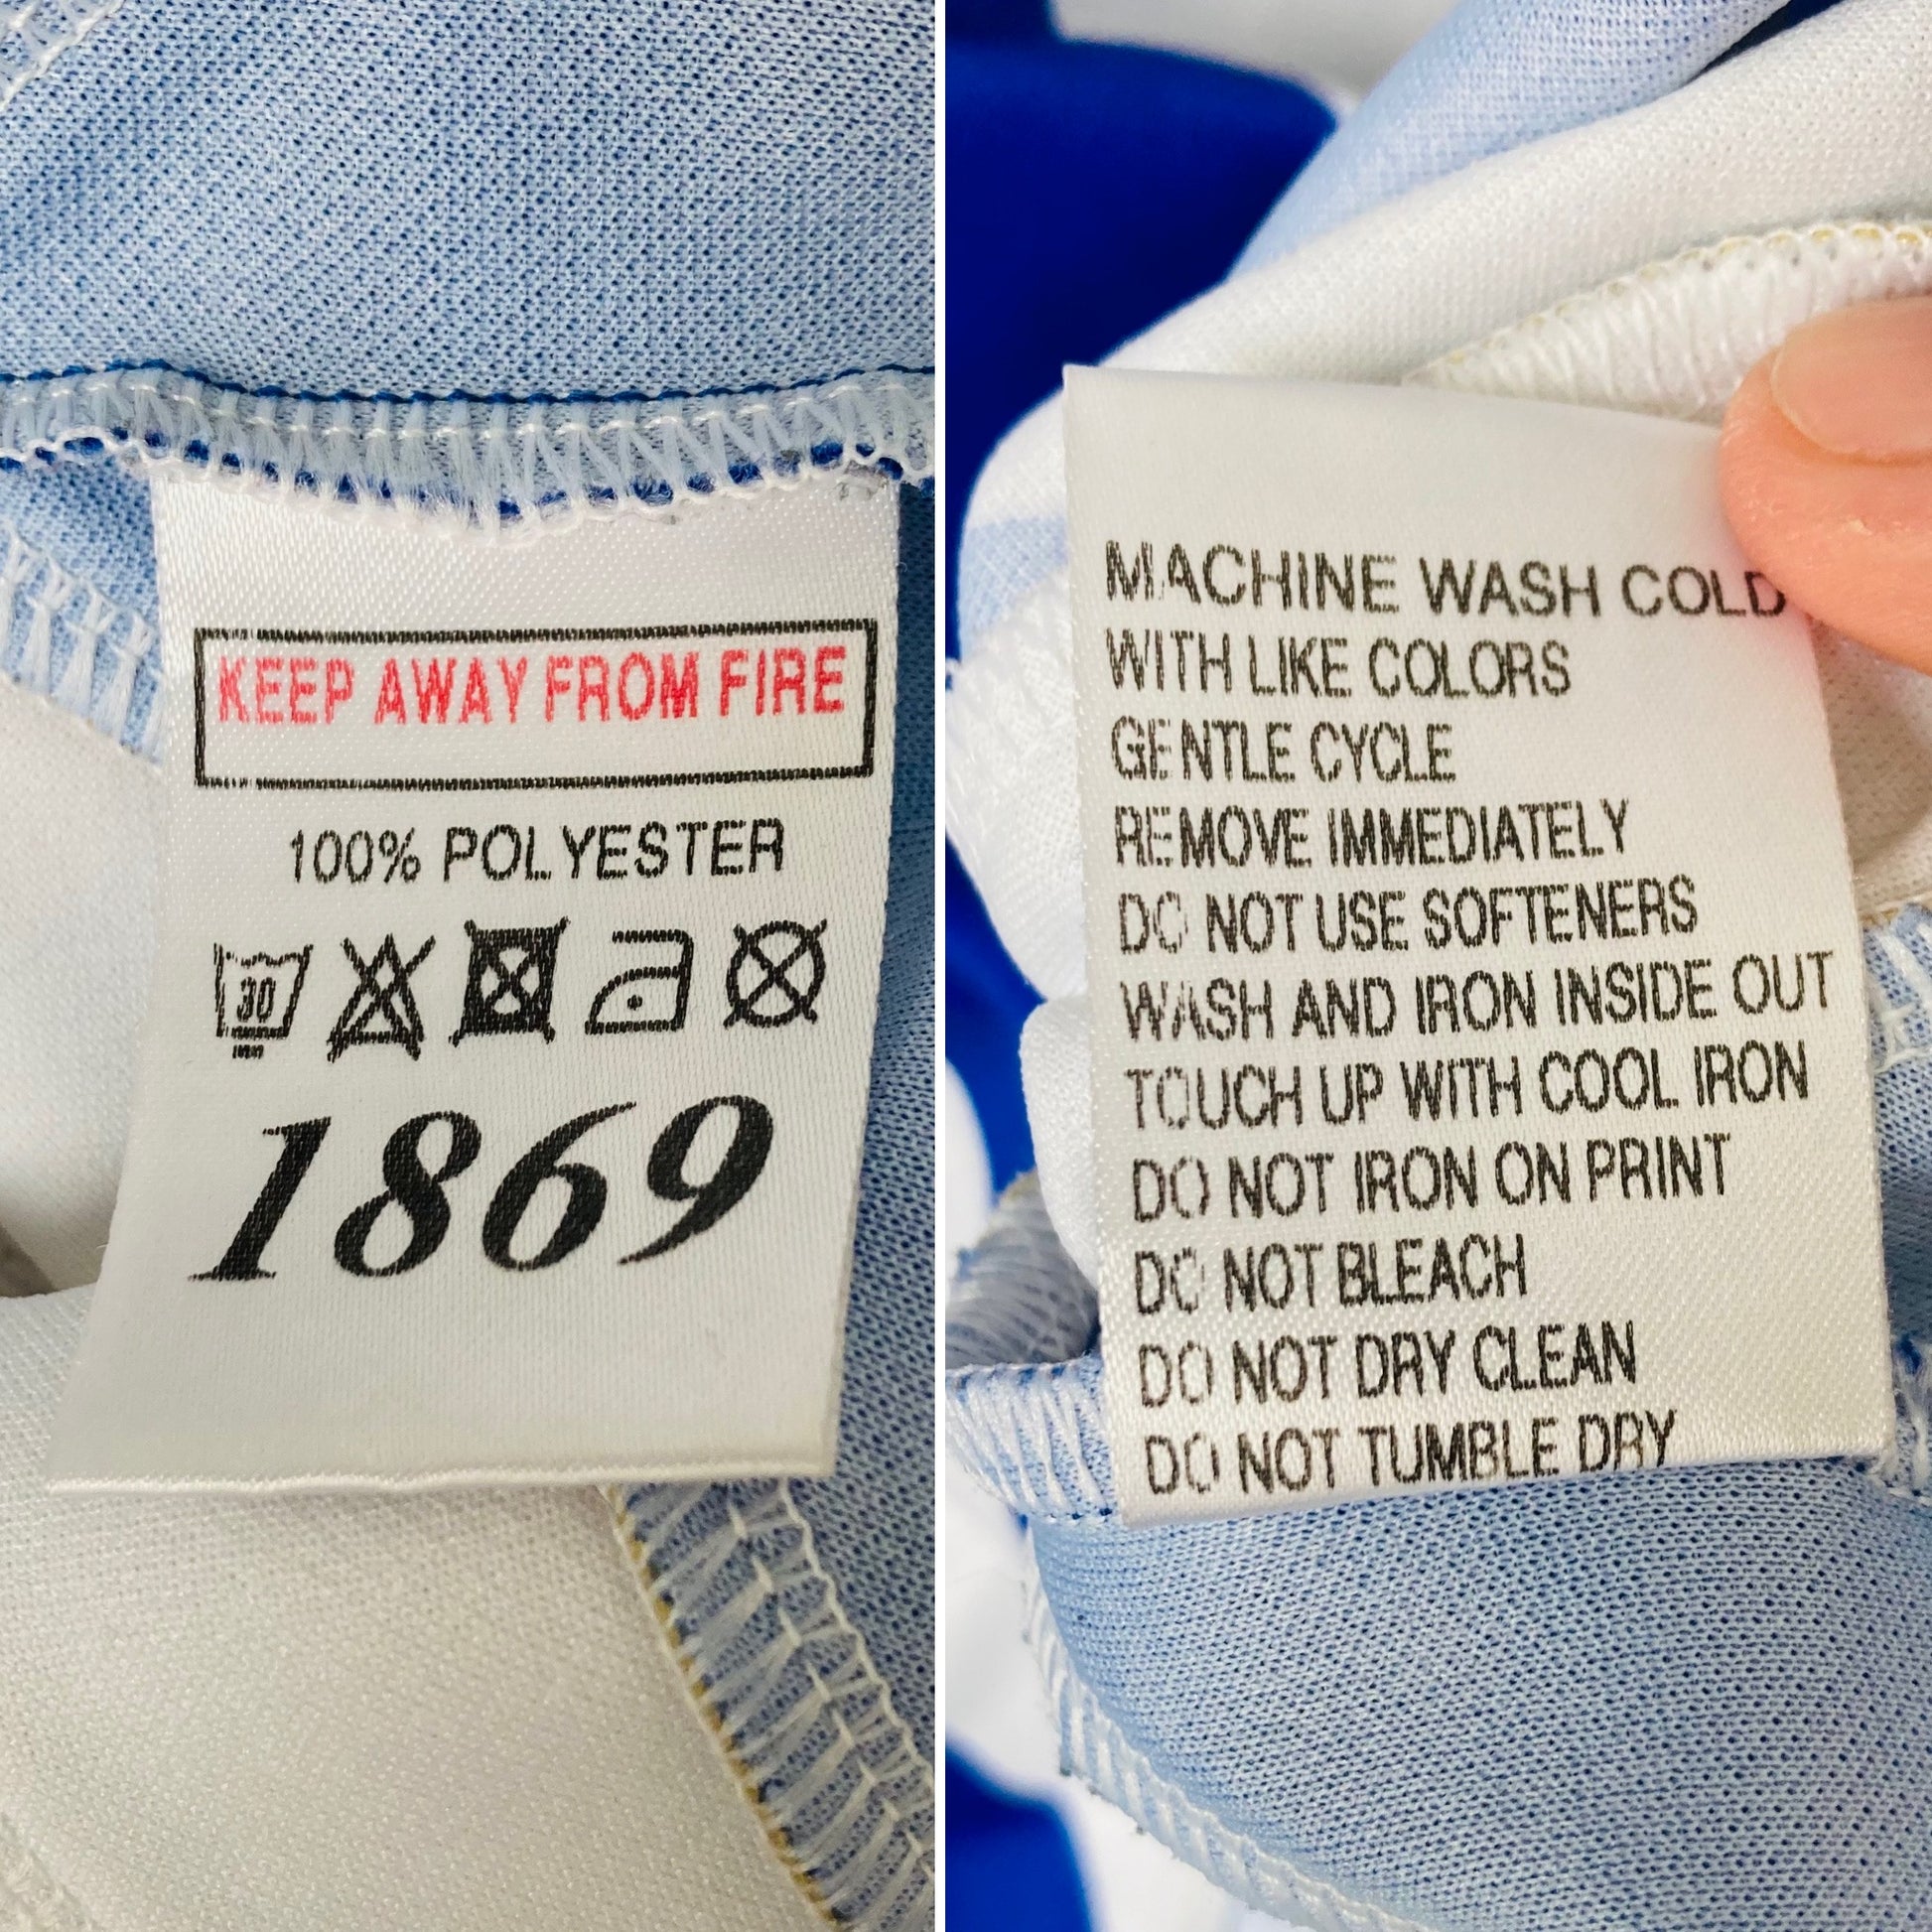 KEEP AWAY FROM FIRE
100% POLYESTER
30
1869
MACHINE WASH COLD
WITH LIKE COLORS
GENTLE CYCLE
REMOVE IMMEDIATELY
DO NOT USE SOFTENERS
WASH AND IRON INSIDE OUT
TOUCH UP WITH COOL IRON
DO NOT IRON ON PRINT
DO NOT BLEACH
DO NOT DRY CLEAN
DO NOT TUMBLE DRY